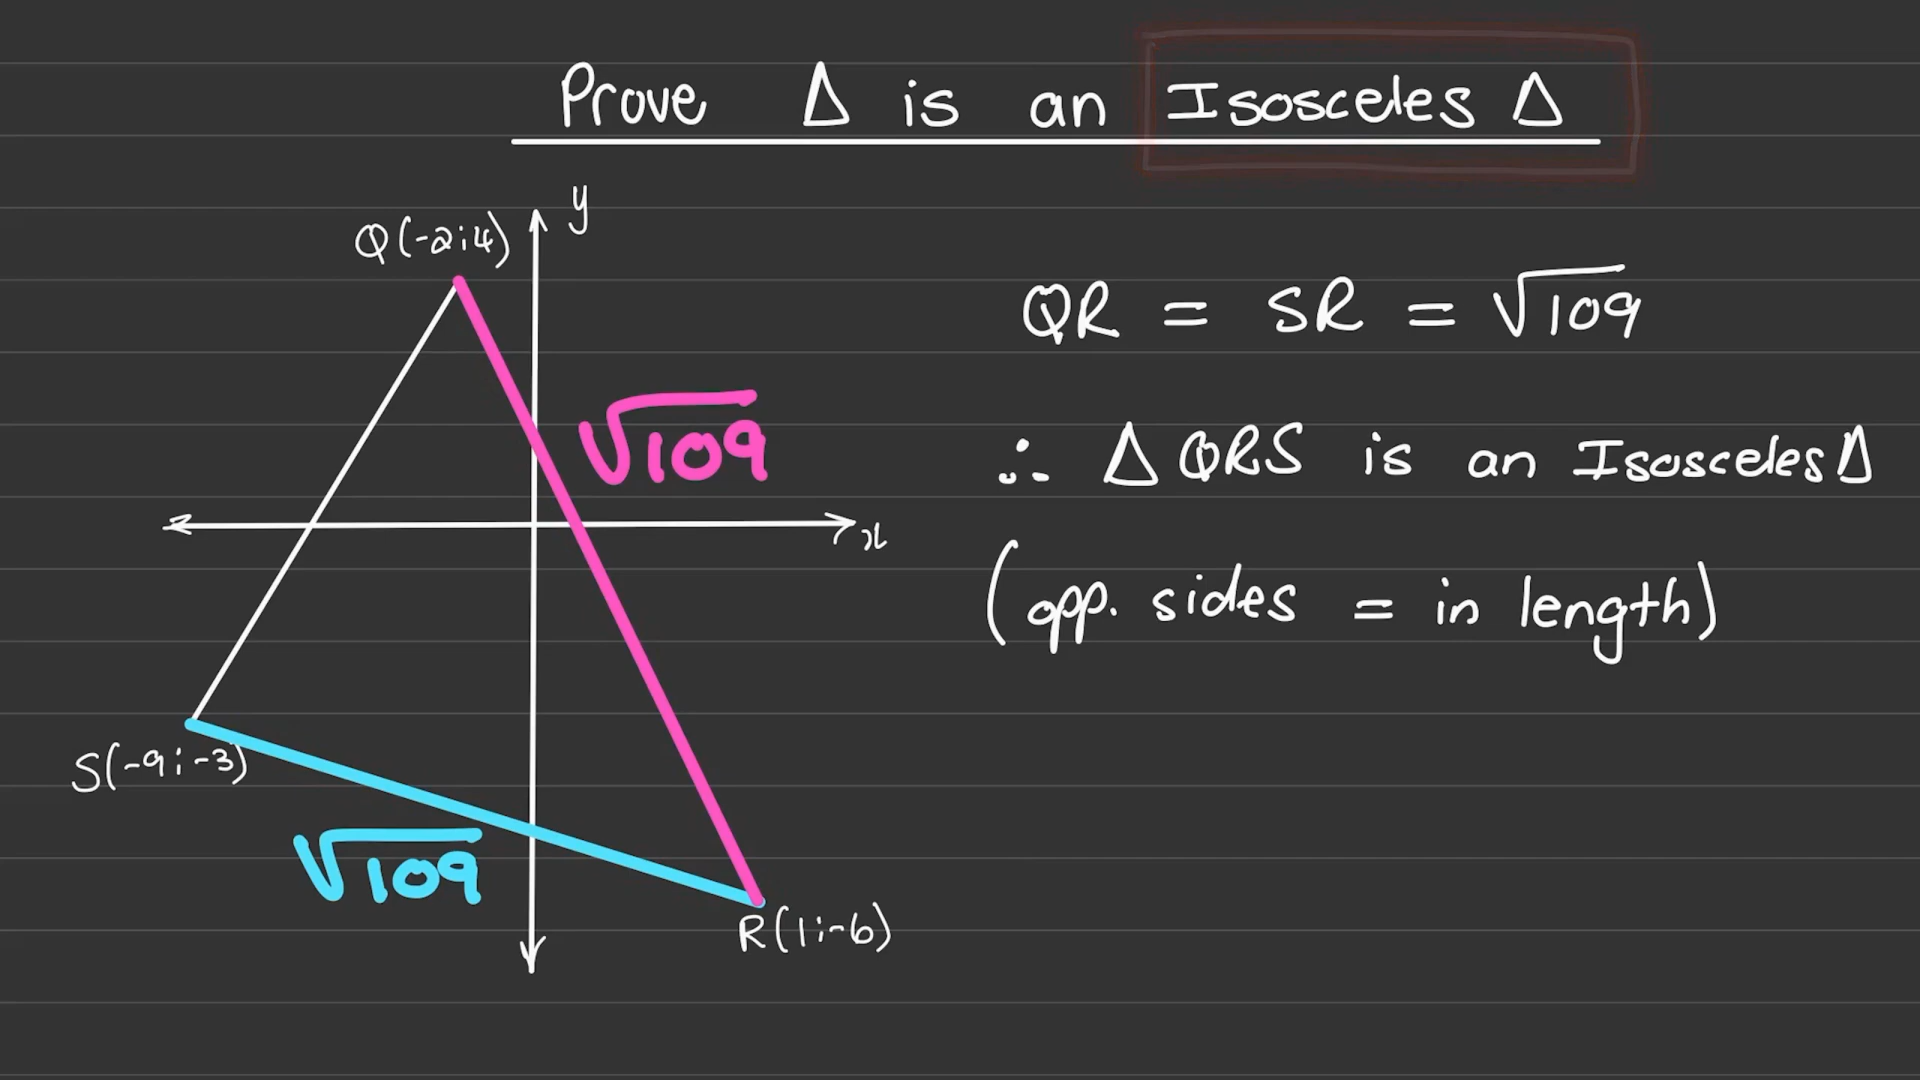 Prove Δ is an Isosceles Δ
y
Q(-2;4)
QR = SR = √109
√109
∴ Δ QRS is an Isosceles Δ
x
(opp. sides = in length)
S(-9;-3)
√109
R(1;-6)